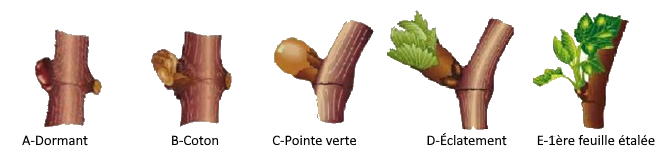 A-Dormant
B-Coton
C-Pointe verte
D-Éclatement
E-1ère feuille étalée